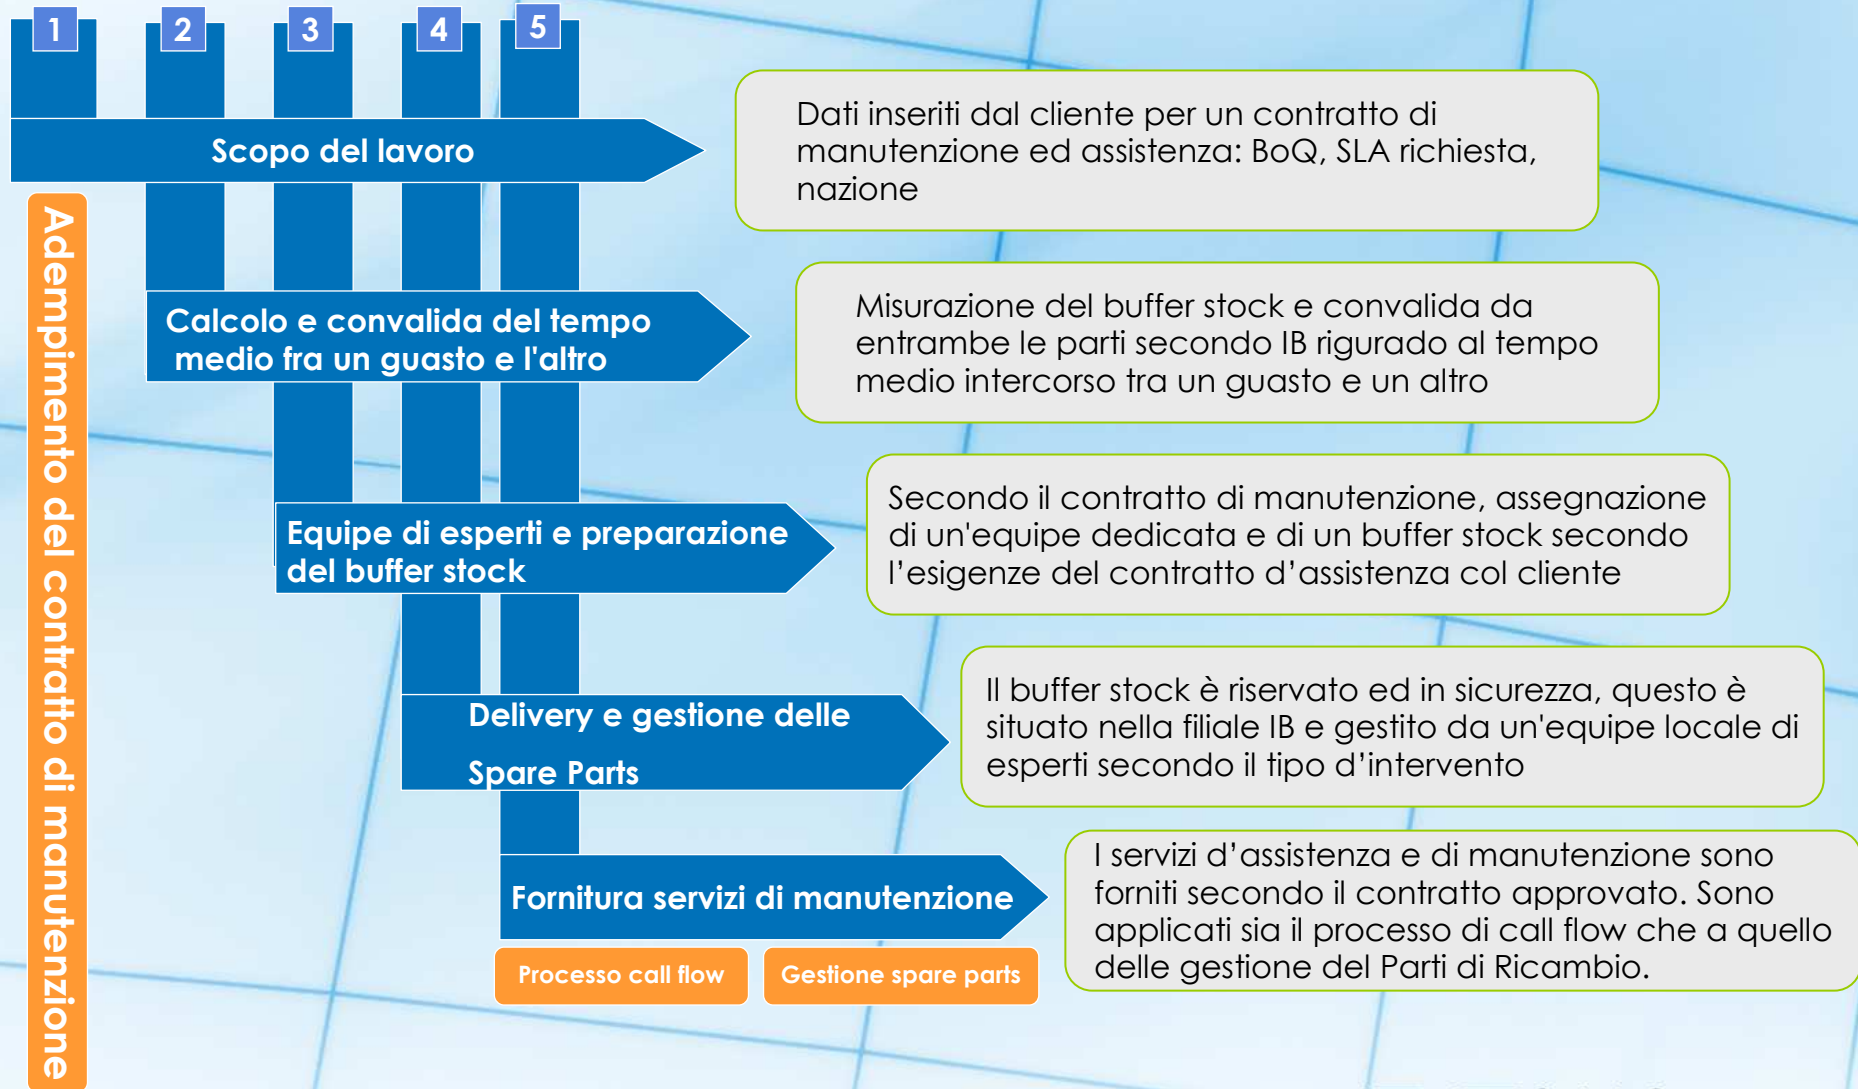 1
2
3
4
5
Scopo del lavoro
Dati inseriti dal cliente per un contratto di
manutenzione ed assistenza: BoQ, SLA richiesta,
nazione
Adempimento del contratto di manutenzione
Calcolo e convalida del tempo
medio fra un guasto e l'altro
Misurazione del buffer stock e convalida da
entrambe le parti secondo IB rigurado al tempo
medio intercorso tra un guasto e un altro
Equipe di esperti e preparazione
del buffer stock
Secondo il contratto di manutenzione, assegnazione
di un'equipe dedicata e di un buffer stock secondo
l’esigenze del contratto d’assistenza col cliente
Delivery e gestione delle
Spare Parts
Il buffer stock è riservato ed in sicurezza, questo è
situato nella filiale IB e gestito da un'equipe locale di
esperti secondo il tipo d’intervento
Fornitura servizi di manutenzione
I servizi d’assistenza e di manutenzione sono
forniti secondo il contratto approvato. Sono
applicati sia il processo di call flow che a quello
delle gestione del Parti di Ricambio.
Processo call flow
Gestione spare parts